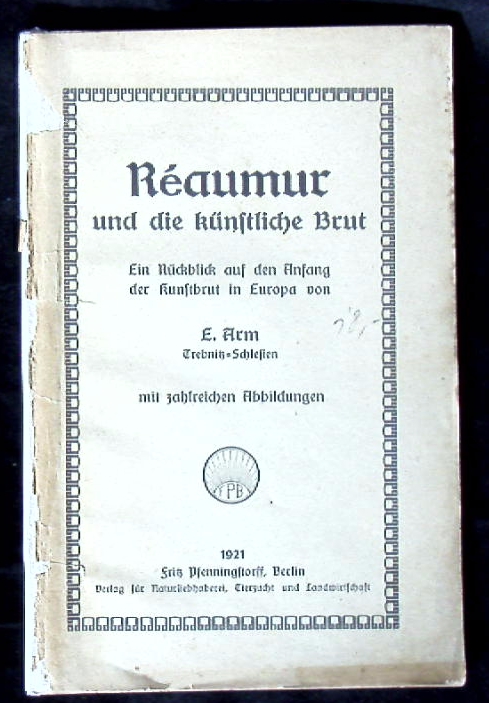 Réaumur
und die künstliche Brut
Ein Rückblick auf den Anfang
der Kunstbrut in Europa von
E. Arm
Trebnitz-Schlesien
mit zahlreichen Abbildungen
PB
1921
Fritz Pfenningstorff, Berlin
Verlag für Naturliebhaberei, Tierzucht und Landwirtschaft